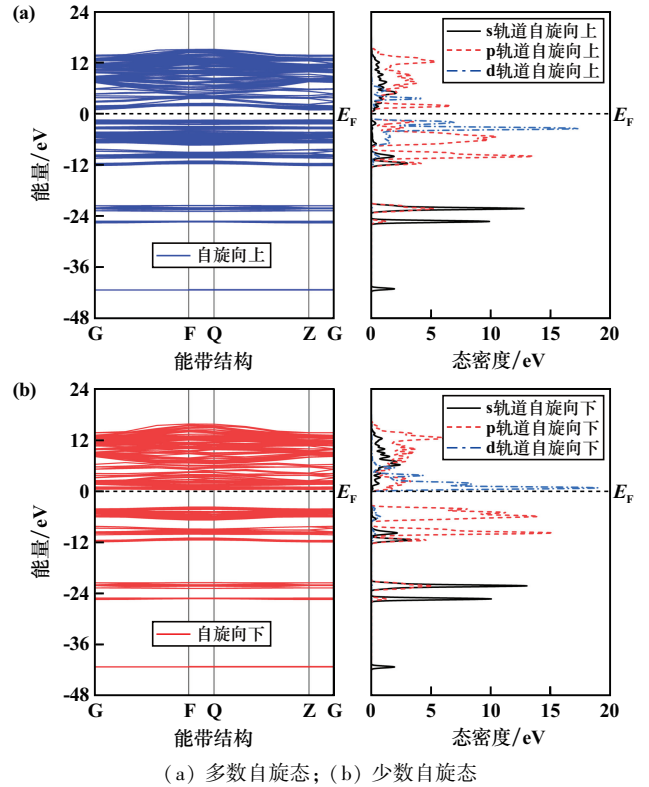 (a)
24
12
0
-12
-24
-36
-48
能量/eV
自旋向上
E_F
G F Q Z G
能带结构
s轨道自旋向上
p轨道自旋向上
d轨道自旋向上
E_F
0 5 10 15 20
态密度/eV
(b)
24
12
0
-12
-24
-36
-48
能量/eV
自旋向下
E_F
G F Q Z G
能带结构
s轨道自旋向下
p轨道自旋向下
d轨道自旋向下
E_F
0 5 10 15 20
态密度/eV
(a) 多数自旋态; (b) 少数自旋态